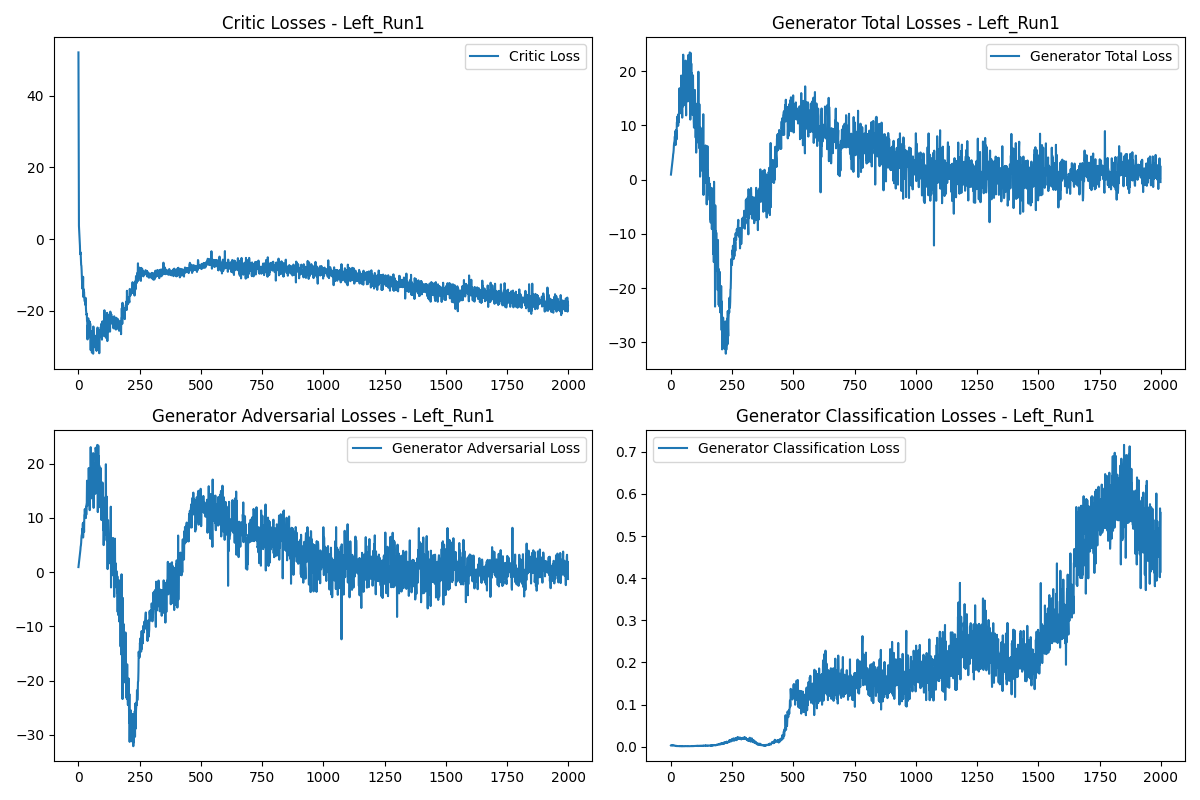 Critic Losses - Left_Run1
Critic Loss
40
20
0
−20
0 250 500 750 1000 1250 1500 1750 2000
Generator Total Losses - Left_Run1
Generator Total Loss
20
10
0
−10
−20
−30
0 250 500 750 1000 1250 1500 1750 2000
Generator Adversarial Losses - Left_Run1
Generator Adversarial Loss
20
10
0
−10
−20
−30
0 250 500 750 1000 1250 1500 1750 2000
Generator Classification Losses - Left_Run1
Generator Classification Loss
0.7
0.6
0.5
0.4
0.3
0.2
0.1
0.0
0 250 500 750 1000 1250 1500 1750 2000